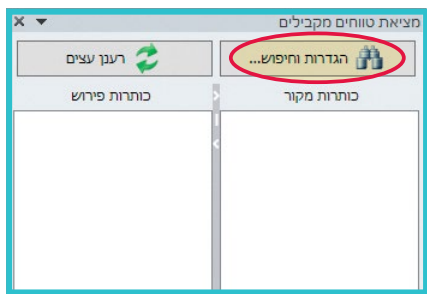 מציאת טווחים מקבילים
הגדרות וחיפוש...
רענן עצים
כותרות מקור
כותרות פירוש